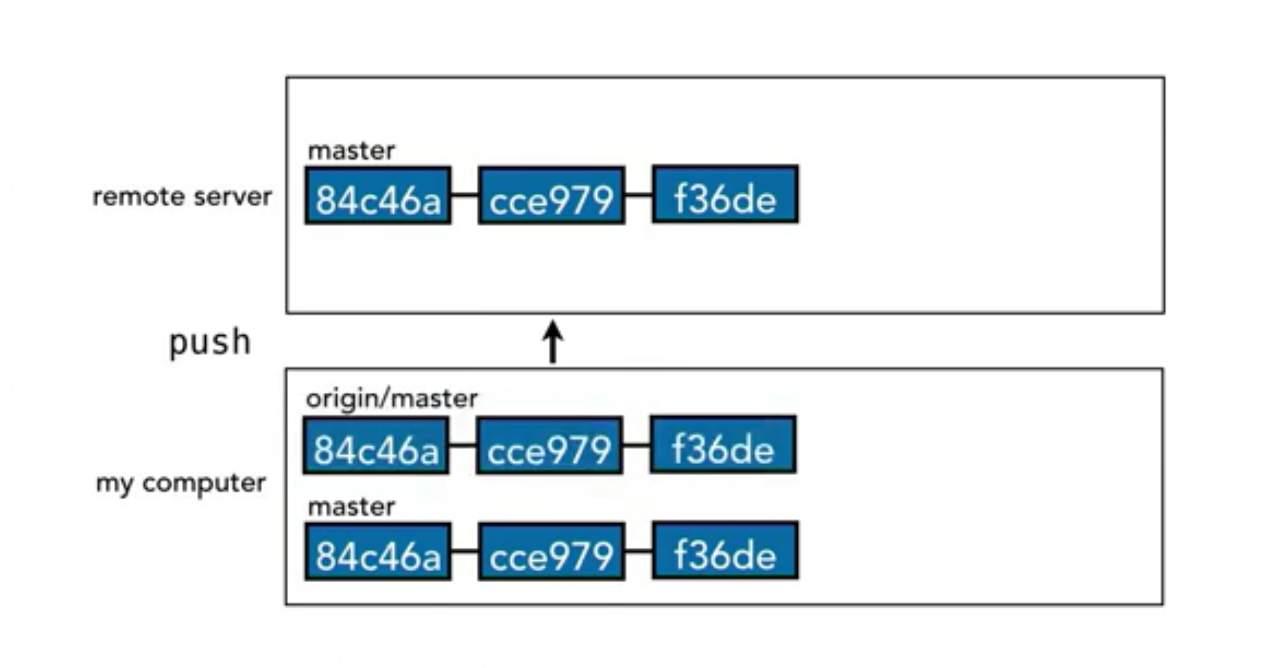 master
remote server
84c46a
cce979
f36de
push
origin/master
84c46a
cce979
f36de
my computer
master
84c46a
cce979
f36de